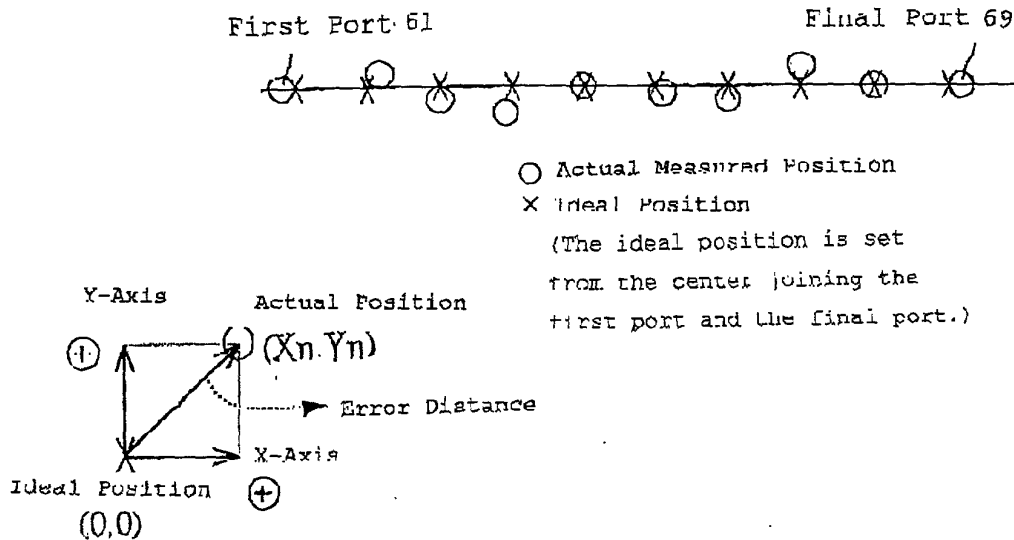 First Port 61
Final Port 69
○ Actual Measured Position
× Ideal Position
(The ideal position is set
from the center joining the
first port and the final port.)
Y-Axis
Actual Position
(Xn.Yn)
+
Error Distance
X-Axis
Ideal Position
+
(0,0)